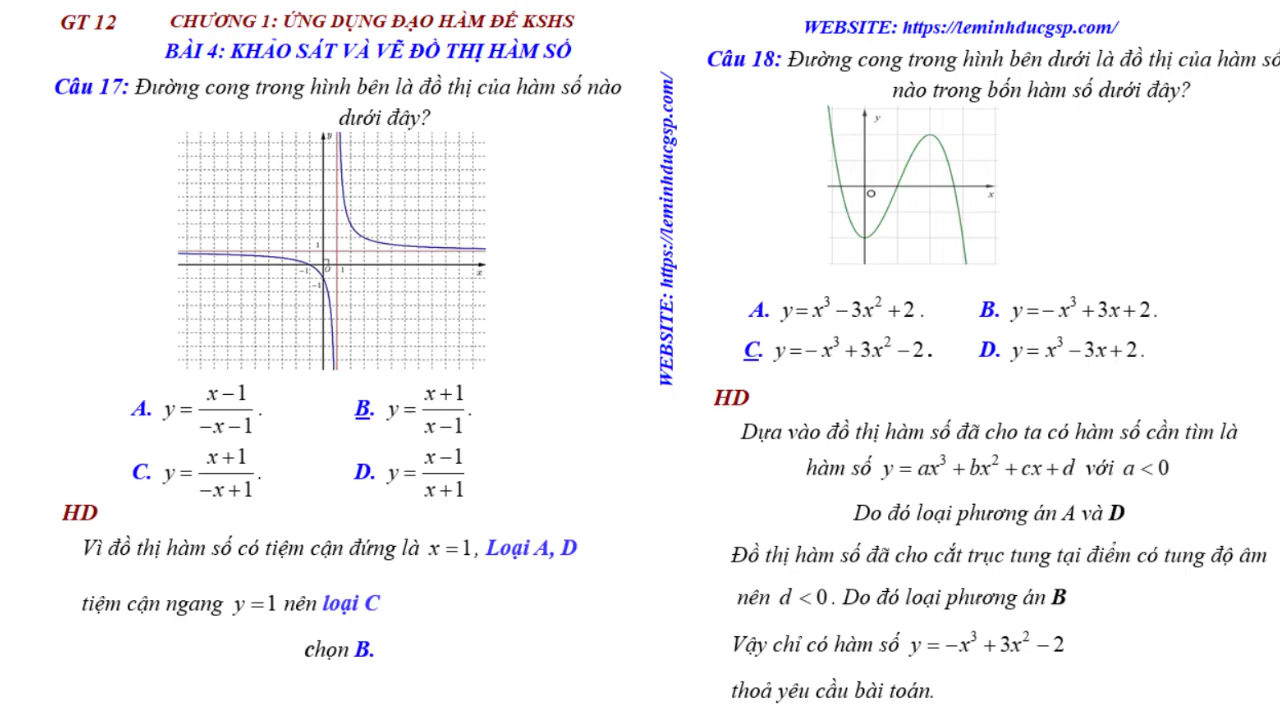 GT 12
CHƯƠNG 1: ỨNG DỤNG ĐẠO HÀM ĐỂ KSHS
BÀI 4: KHẢO SÁT VÀ VẼ ĐỒ THỊ HÀM SỐ
Câu 17: Đường cong trong hình bên là đồ thị của hàm số nào
dưới đây?
y
1
-1 O 1 x
-1
A. y = (x - 1)/(-x - 1).
B. y = (x + 1)/(x - 1).
C. y = (x + 1)/(-x + 1).
D. y = (x - 1)/(x + 1)
HD
Vì đồ thị hàm số có tiệm cận đứng là x = 1, Loại A, D
tiệm cận ngang y = 1 nên loại C
chọn B.
WEBSITE: https://leminhducgsp.com/
WEBSITE: https://leminhducgsp.com/
Câu 18: Đường cong trong hình bên dưới là đồ thị của hàm số
nào trong bốn hàm số dưới đây?
y
O
x
A. y = x³ - 3x² + 2.
B. y = -x³ + 3x + 2.
C. y = -x³ + 3x² - 2.
D. y = x³ - 3x + 2.
HD
Dựa vào đồ thị hàm số đã cho ta có hàm số cần tìm là
hàm số y = ax³ + bx² + cx + d với a < 0
Do đó loại phương án A và D
Đồ thị hàm số đã cho cắt trục tung tại điểm có tung độ âm
nên d < 0. Do đó loại phương án B
Vậy chỉ có hàm số y = -x³ + 3x² - 2
thoả yêu cầu bài toán.